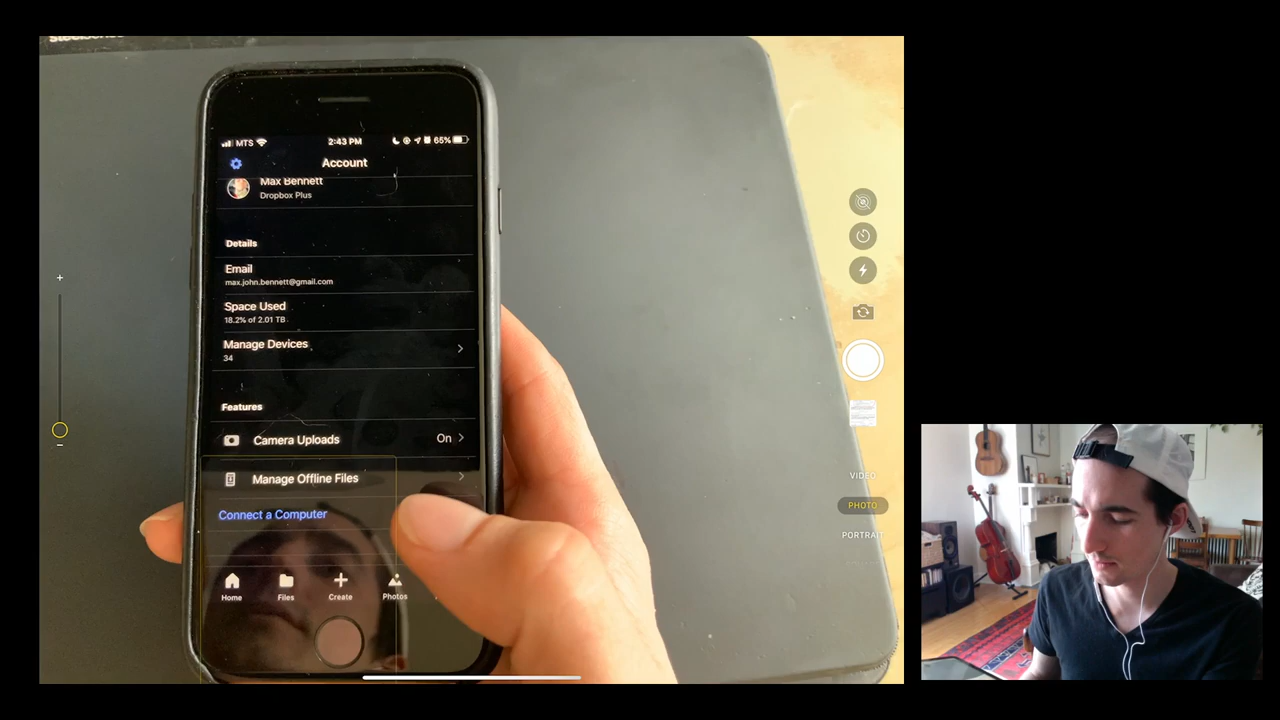 MTS 2:43 PM 65%
Account
Max Bennett
Dropbox Plus
Details
Email
max.john.bennett@gmail.com
Space Used
18.2% of 2.01 TB
Manage Devices
34
Features
Camera Uploads On
Manage Offline Files
Connect a Computer
Home Files Create Photos
VIDEO
PHOTO
PORTRAIT